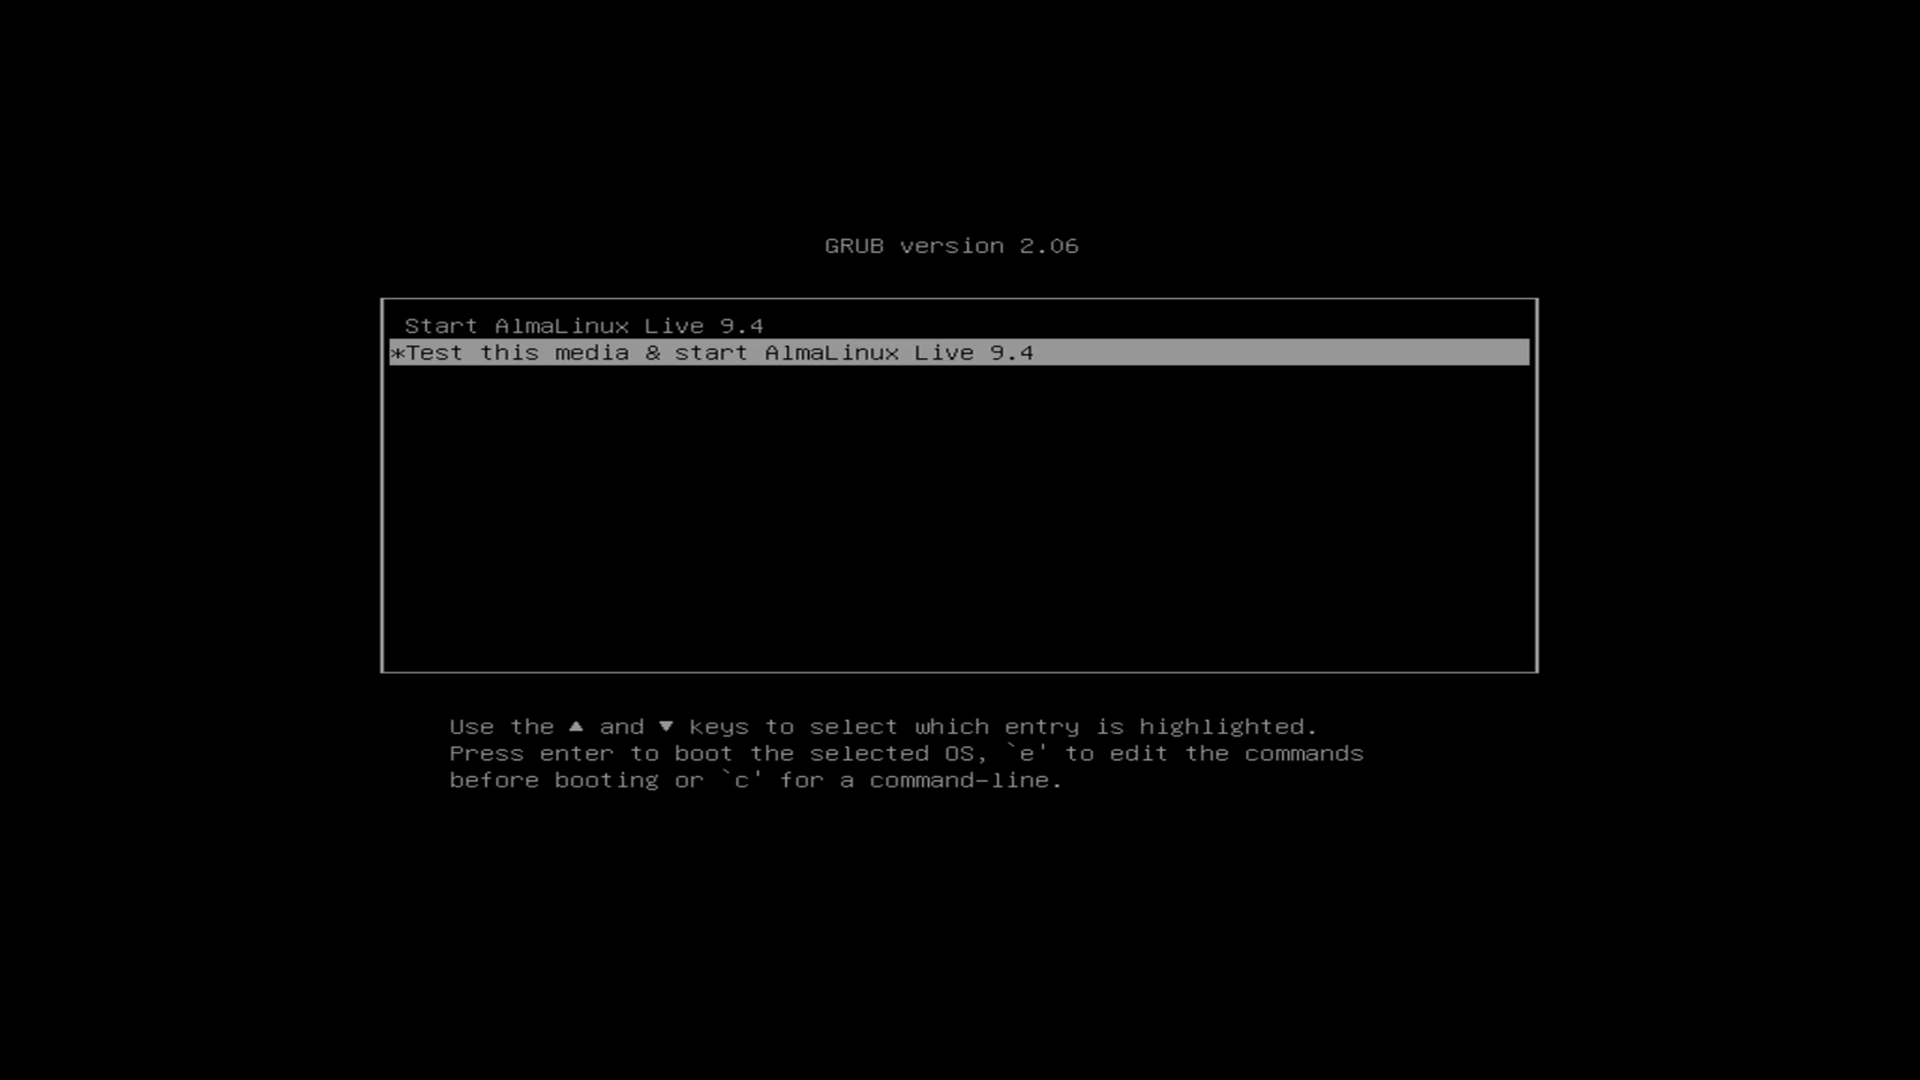 GRUB version 2.06
Start AlmaLinux Live 9.4
*Test this media & start AlmaLinux Live 9.4
Use the ▲ and ▼ keys to select which entry is highlighted.
Press enter to boot the selected OS, `e' to edit the commands
before booting or `c' for a command-line.